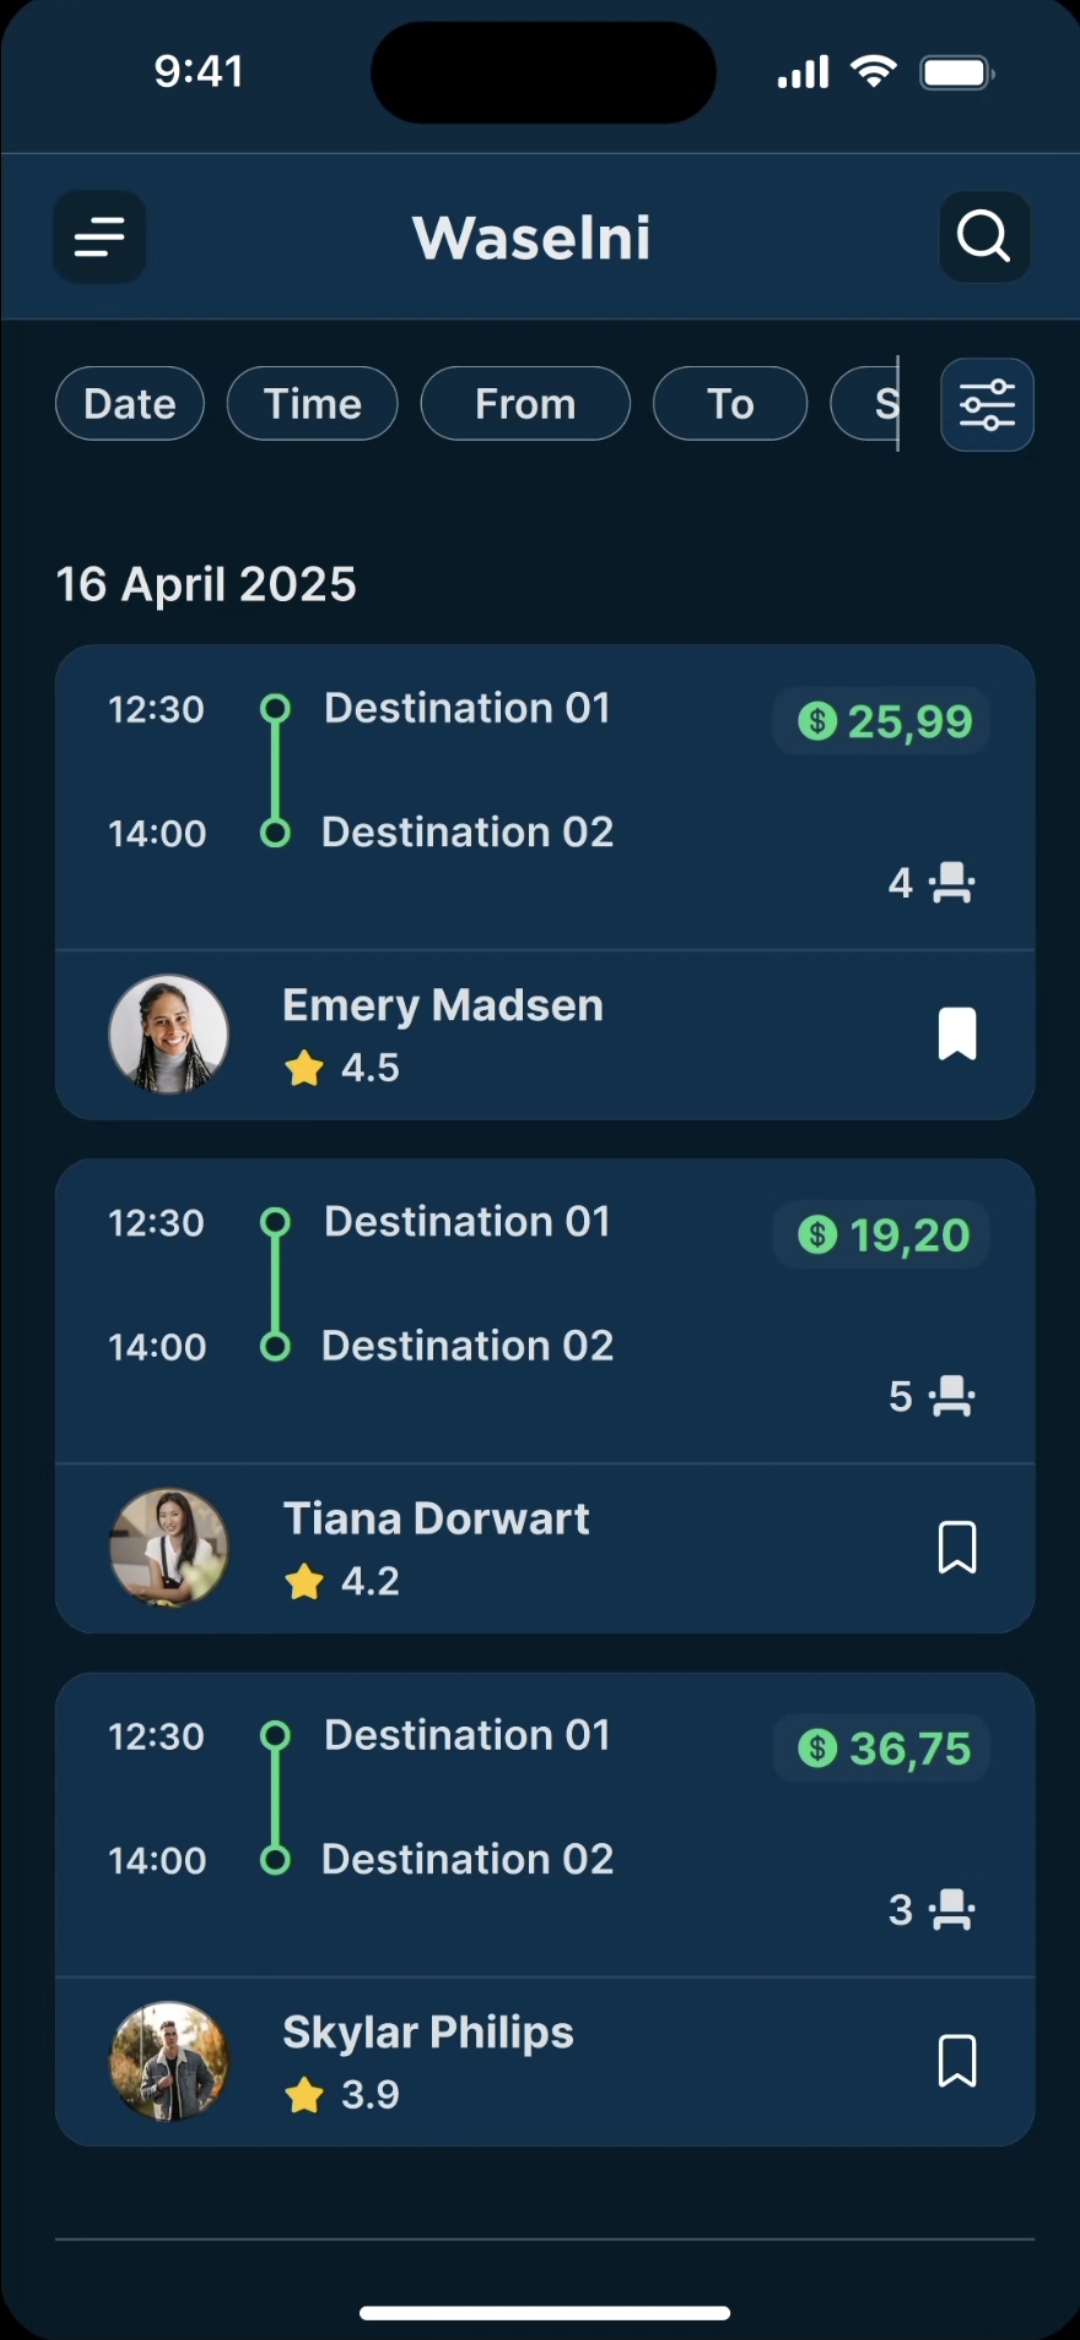 9:41
Waselni
Date Time From To S
16 April 2025
12:30 Destination 01 $ 25,99
14:00 Destination 02
4
Emery Madsen
4.5
12:30 Destination 01 $ 19,20
14:00 Destination 02
5
Tiana Dorwart
4.2
12:30 Destination 01 $ 36,75
14:00 Destination 02
3
Skylar Philips
3.9